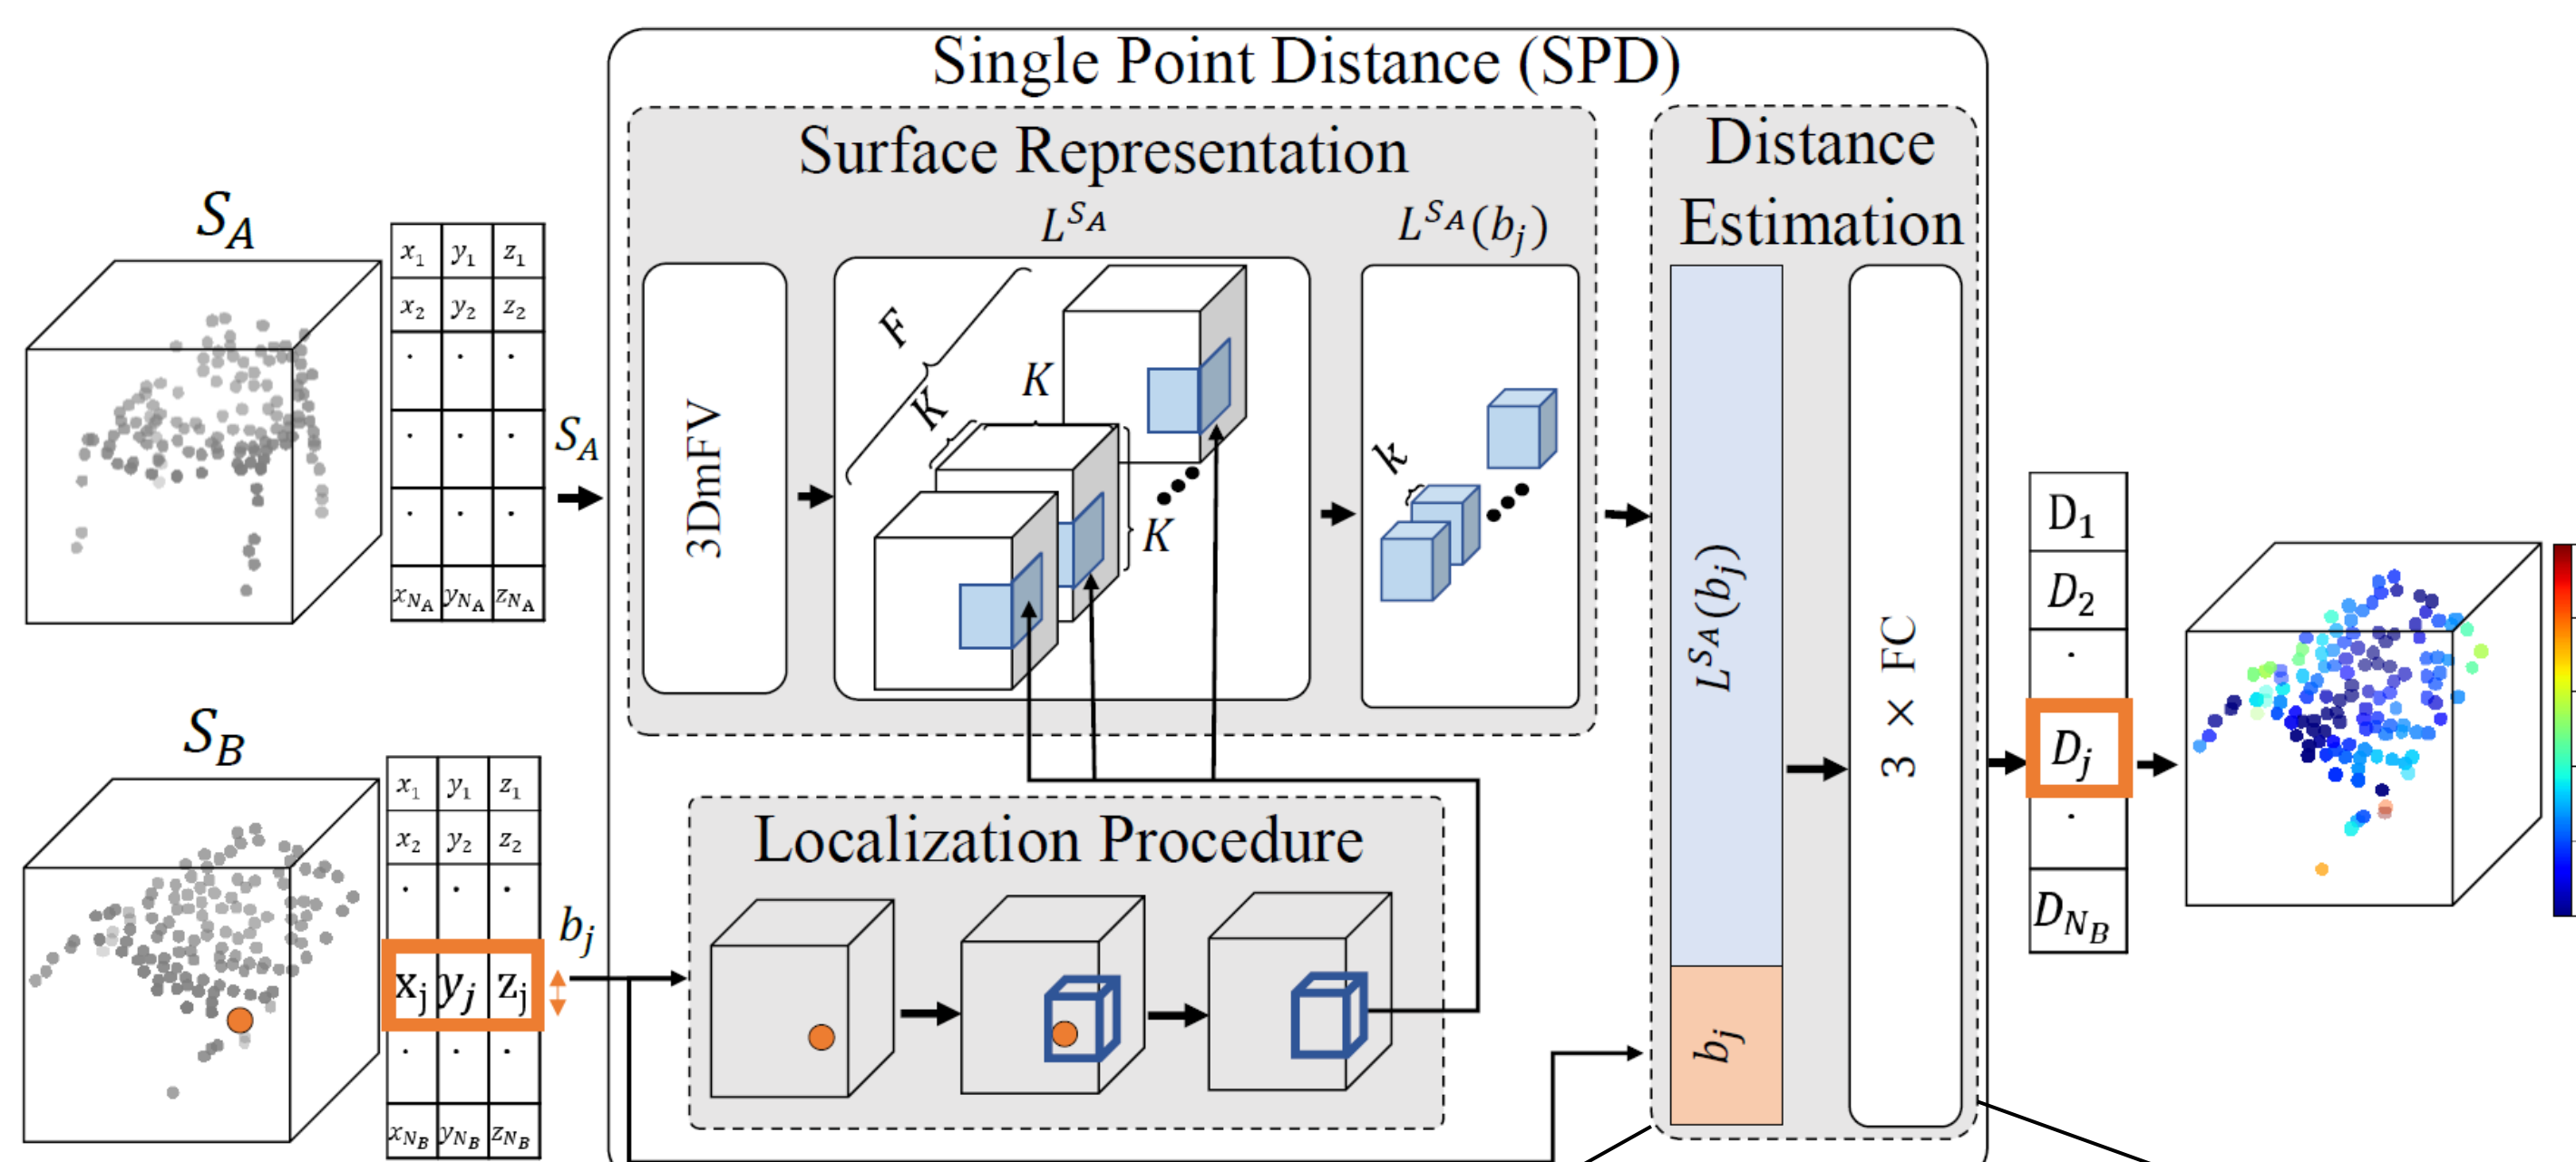 Single Point Distance (SPD)
Surface Representation
Distance
Estimation
S_A
x_1 y_1 z_1
x_2 y_2 z_2
. . .
. . .
. . .
x_{N_A} y_{N_A} z_{N_A}
S_A
3DmFV
L^{S_A}
F
K
K
K
L^{S_A}(b_j)
k
L^{S_A}(b_j)
b_j
3 × FC
S_B
x_1 y_1 z_1
x_2 y_2 z_2
. . .
x_j y_j z_j
. . .
x_{N_B} y_{N_B} z_{N_B}
b_j
Localization Procedure
D_1
D_2
.
D_j
.
D_{N_B}